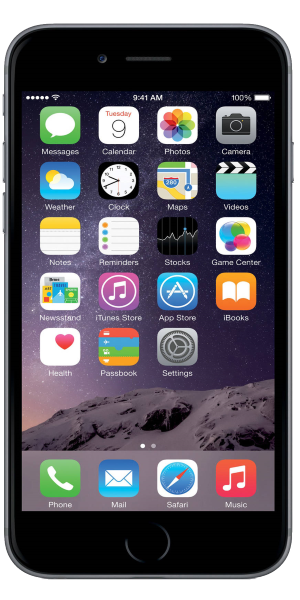 9:41 AM
100%
Messages
Tuesday
9
Calendar
Photos
Camera
Weather
Clock
280
Maps
Videos
Notes
Reminders
Stocks
Game Center
Newsstand
iTunes Store
App Store
iBooks
Health
Passbook
Settings
Phone
Mail
Safari
Music